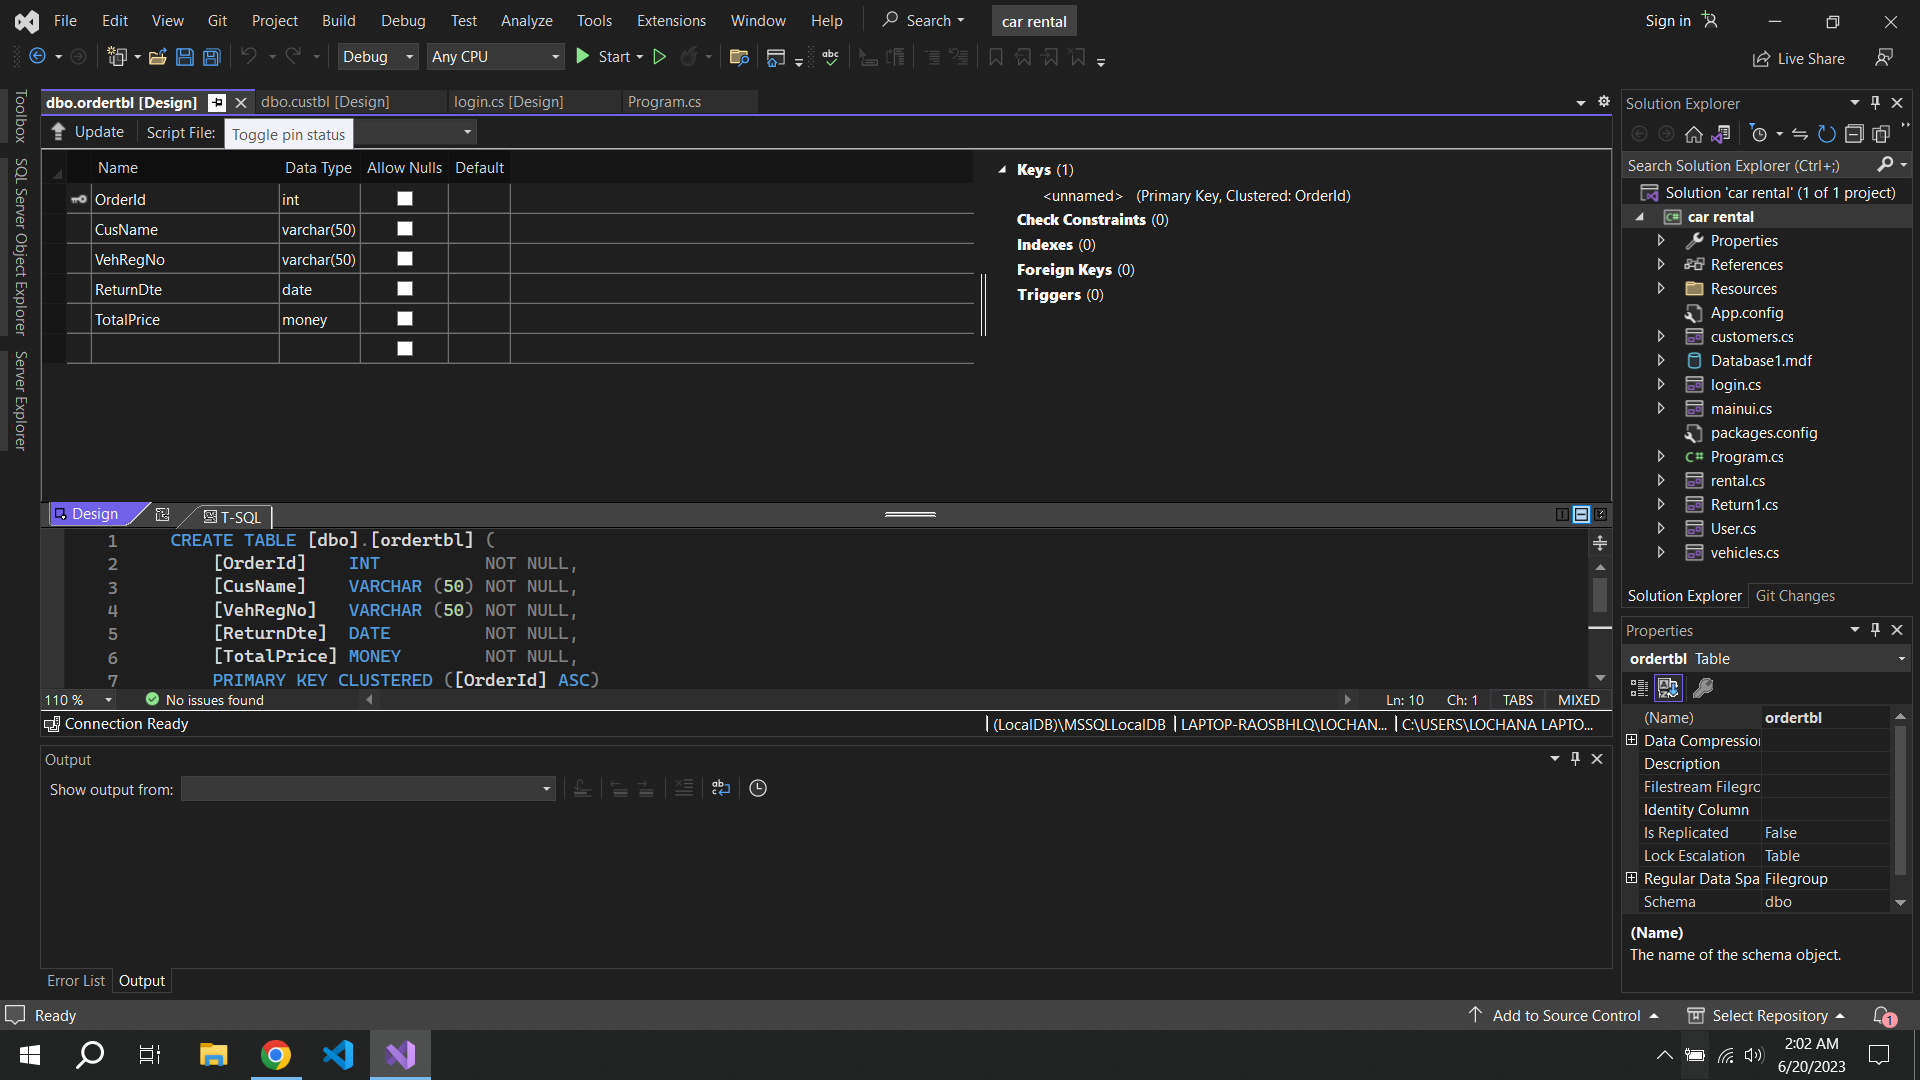 File Edit View Git Project Build Debug Test Analyze Tools Extensions Window Help Search car rental Sign in
Debug Any CPU Start Live Share
Toolbox
SQL Server Object Explorer
Server Explorer
dbo.ordertbl [Design] dbo.custbl [Design] login.cs [Design] Program.cs
Update Script File: Toggle pin status
Name Data Type Allow Nulls Default
OrderId int
CusName varchar(50)
VehRegNo varchar(50)
ReturnDte date
TotalPrice money
Keys (1)
<unnamed> (Primary Key, Clustered: OrderId)
Check Constraints (0)
Indexes (0)
Foreign Keys (0)
Triggers (0)
Design T-SQL
1 CREATE TABLE [dbo].[ordertbl] (
2 [OrderId] INT NOT NULL,
3 [CusName] VARCHAR (50) NOT NULL,
4 [VehRegNo] VARCHAR (50) NOT NULL,
5 [ReturnDte] DATE NOT NULL,
6 [TotalPrice] MONEY NOT NULL,
7 PRIMARY KEY CLUSTERED ([OrderId] ASC)
110 % No issues found Ln: 10 Ch: 1 TABS MIXED
Connection Ready (LocalDB)\MSSQLLocalDB LAPTOP-RAOSBHLQ\LOCHAN... C:\USERS\LOCHANA LAPTO...
Output
Show output from:
Error List Output
Solution Explorer
Search Solution Explorer (Ctrl+;)
Solution 'car rental' (1 of 1 project)
car rental
Properties
References
Resources
App.config
customers.cs
Database1.mdf
login.cs
mainui.cs
packages.config
C# Program.cs
rental.cs
Return1.cs
User.cs
vehicles.cs
Solution Explorer Git Changes
Properties
ordertbl Table
(Name) ordertbl
Data Compression
Description
Filestream Filegro
Identity Column
Is Replicated False
Lock Escalation Table
Regular Data Spa Filegroup
Schema dbo
(Name)
The name of the schema object.
Ready Add to Source Control Select Repository 1
2:02 AM
6/20/2023